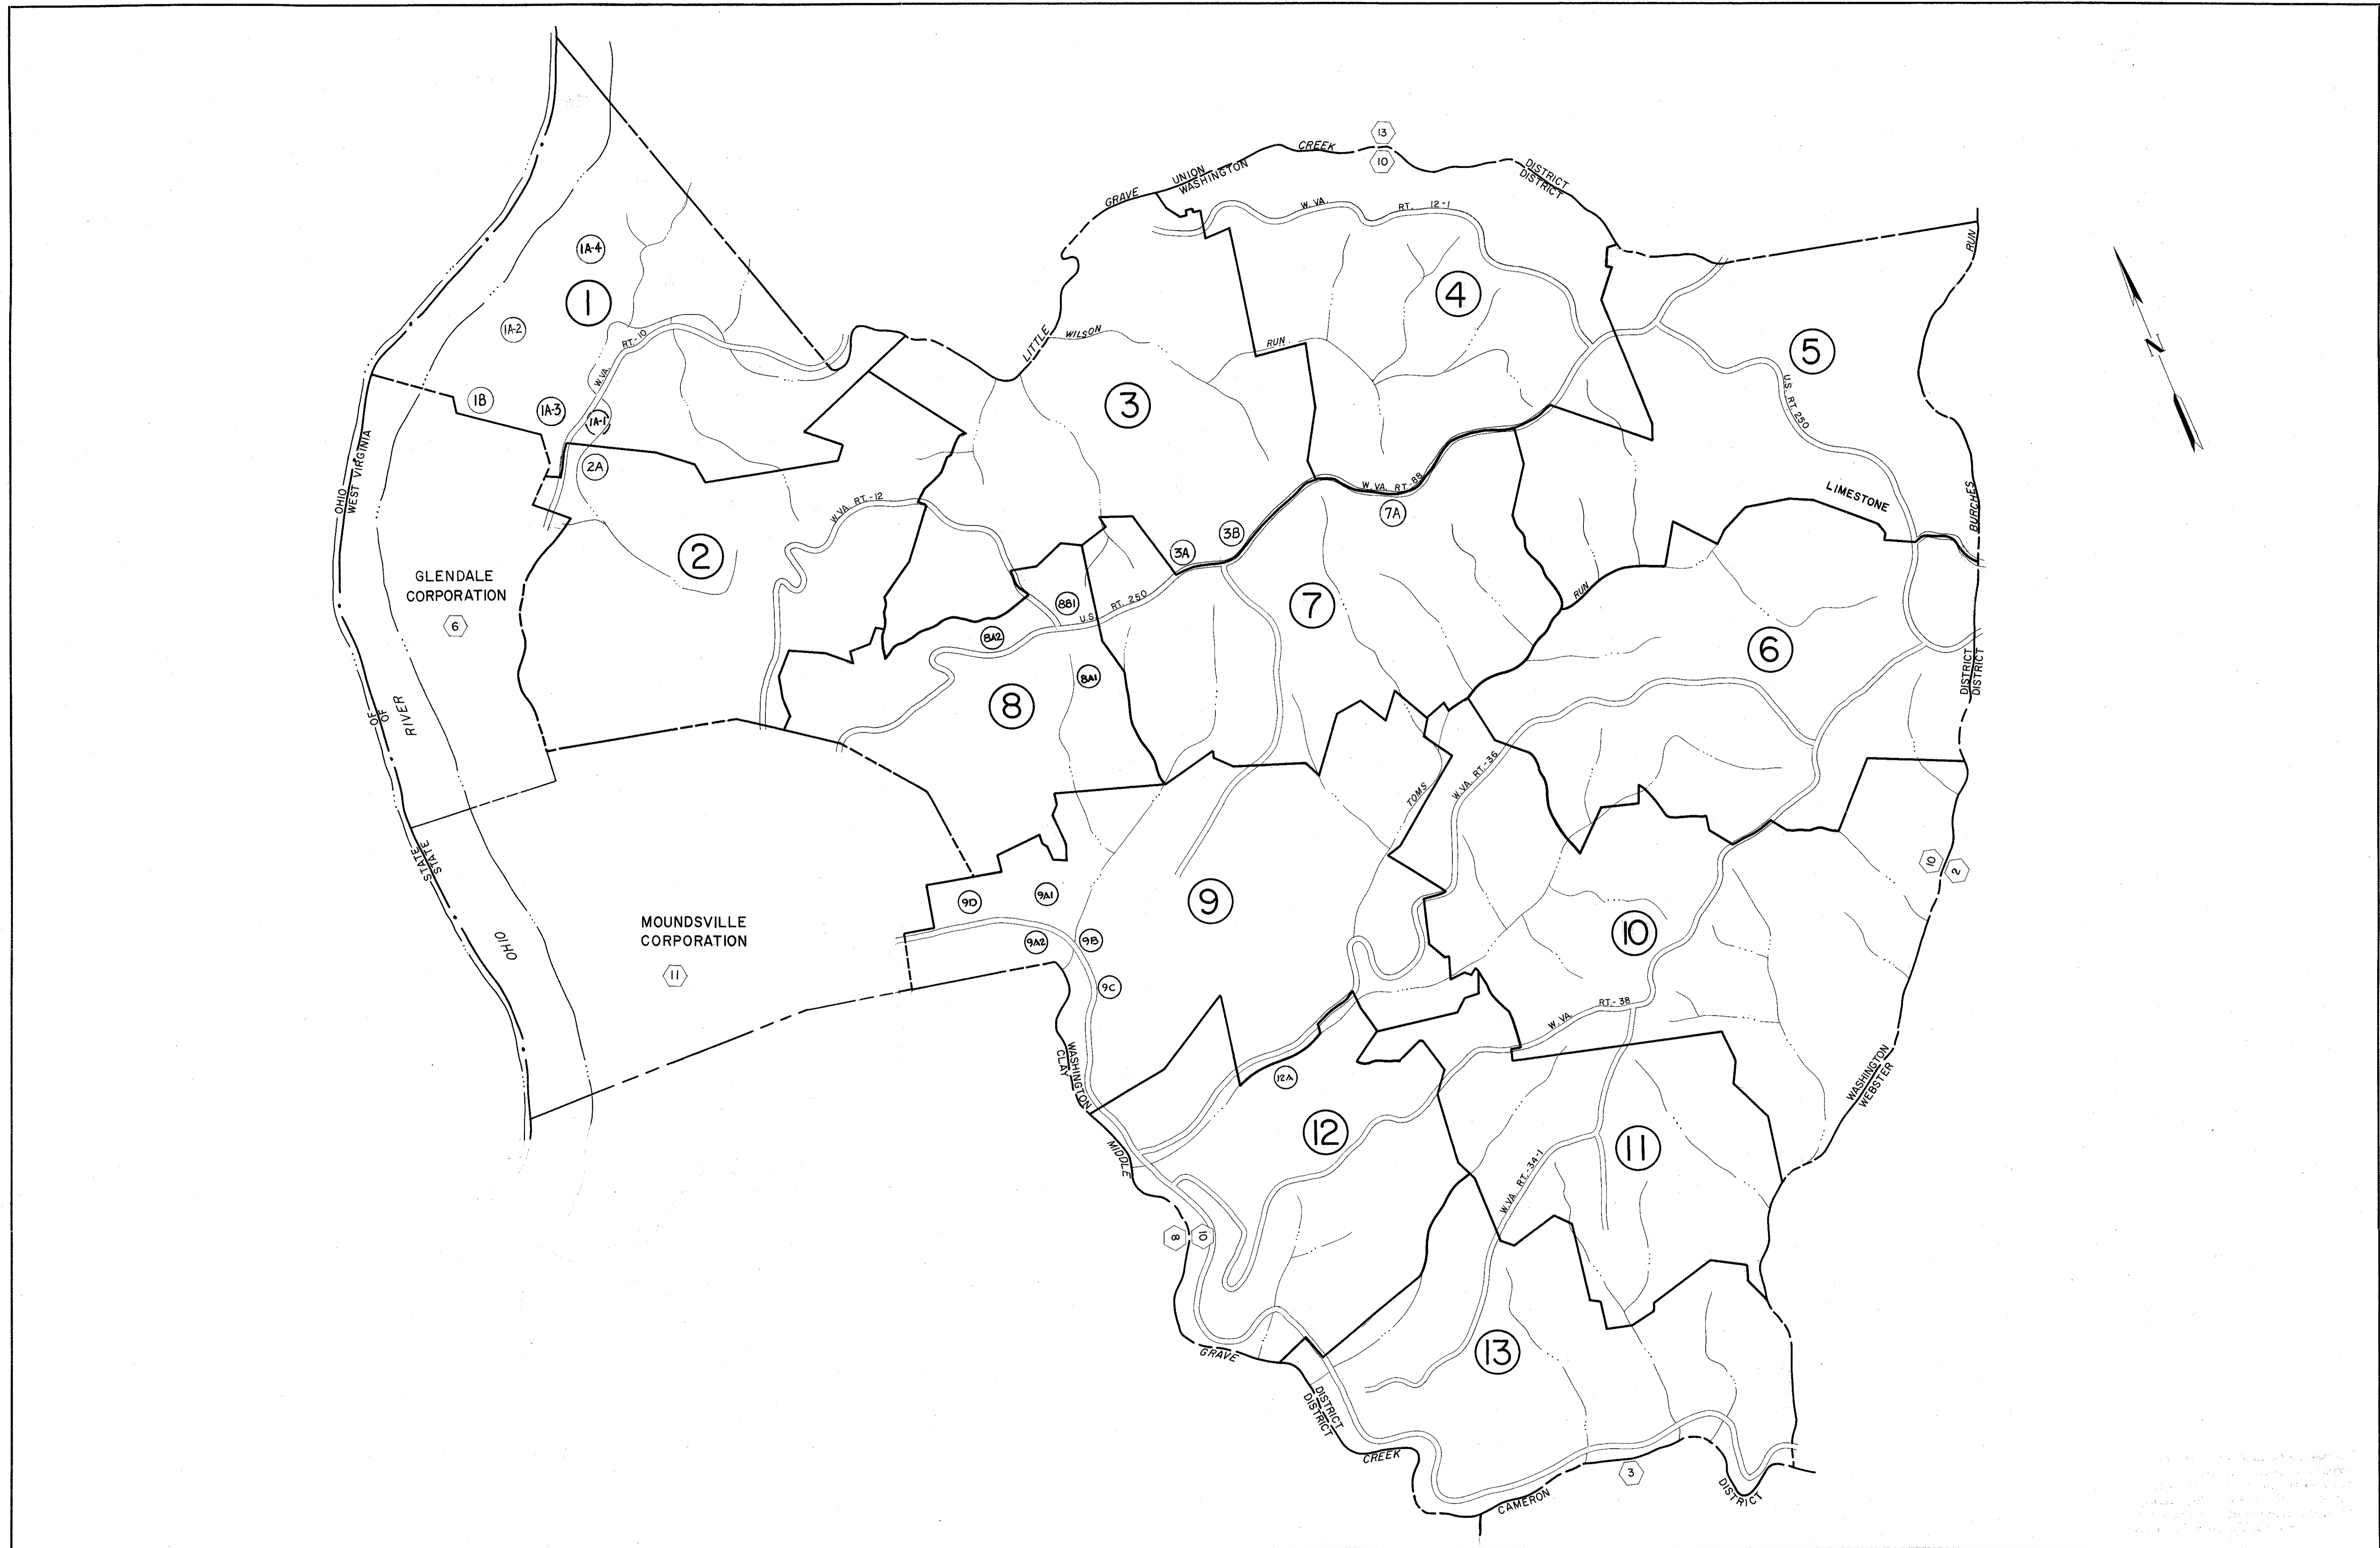 13
10
CREEK
UNION
WASHINGTON
DISTRICT
DISTRICT
GRAVE
W. VA. RT. 12-1
RUN
1A-4
1
4
1A-2
LITTLE
WILSON
RUN
W. VA. RT.-10
5
N
1B
1A-3
1A-1
3
U.S. RT. 250
OHIO
WEST VIRGINIA
2A
W. VA. RT.-12
W. VA. RT.-88
7A
LIMESTONE
BURCHES
2
3A
3B
GLENDALE
CORPORATION
6
8B1
U.S. RT. 250
7
RUN
8A2
8A1
6
DISTRICT
DISTRICT
OF
OF
RIVER
8
TOMS
W. VA. RT.-36
STATE
STATE
10
2
9D
9A1
9
MOUNDSVILLE
CORPORATION
11
OHIO
9A2
9B
10
9C
W. VA. RT.-38
WASHINGTON
CLAY
12A
WASHINGTON
WEBSTER
MIDDLE
12
11
W. VA. RT.-34-1
8
10
GRAVE
13
DISTRICT
DISTRICT
CREEK
3
CAMERON
DISTRICT